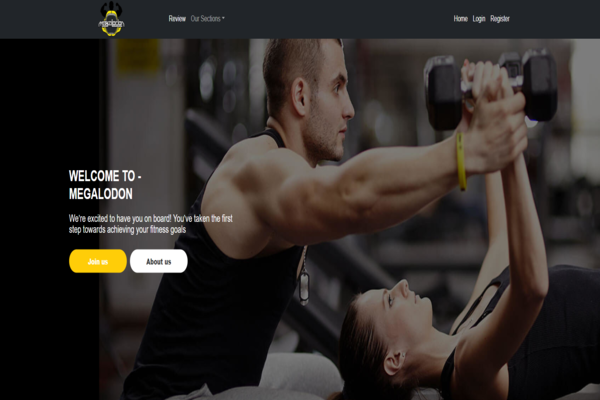 MEGALODON
Review Our Sections Home Login Register
WELCOME TO -
MEGALODON
We're excited to have you on board! You've taken the first
step towards achieving your fitness goals
Join us About us